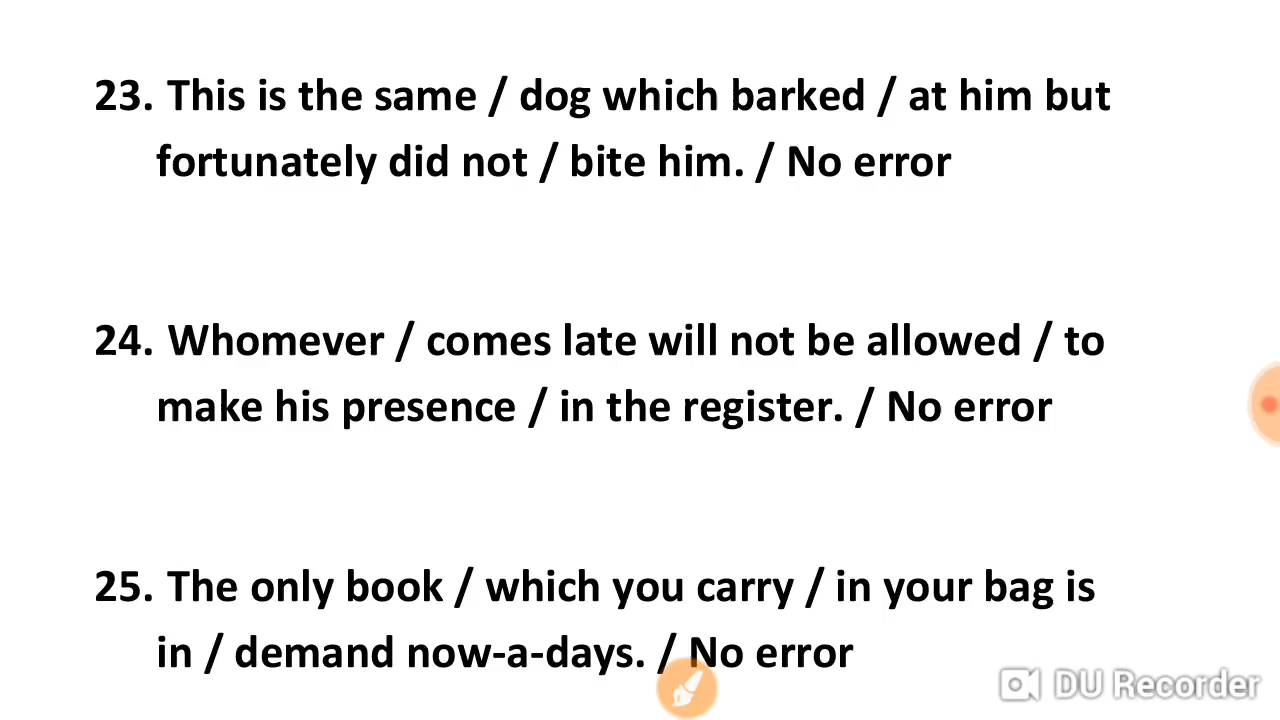 23. This is the same / dog which barked / at him but
fortunately did not / bite him. / No error
24. Whomever / comes late will not be allowed / to
make his presence / in the register. / No error
25. The only book / which you carry / in your bag is
in / demand now-a-days. / No error
DU Recorder